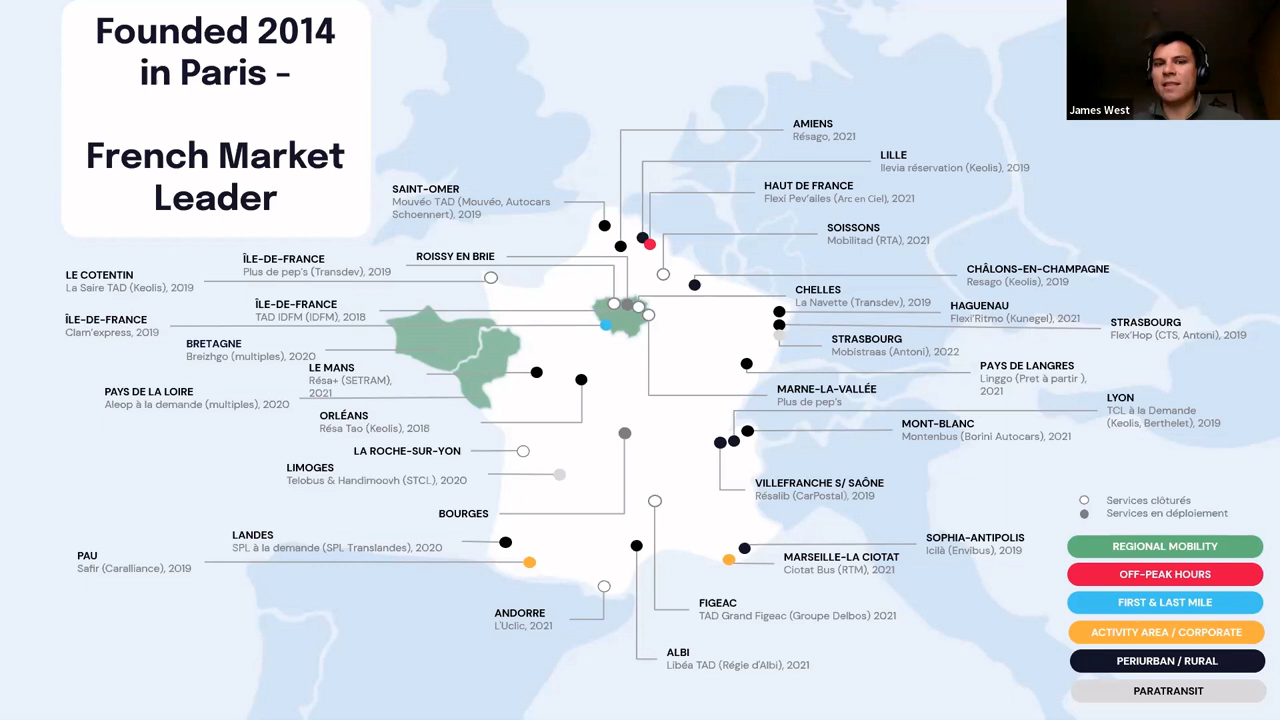 Founded 2014
in Paris –
French Market
Leader
James West
AMIENS
Résago, 2021
LILLE
Ilevia réservation (Keolis), 2019
HAUT DE FRANCE
Flexi Pev'ailes (Arc en Ciel), 2021
SOISSONS
Mobilitad (RTA), 2021
SAINT-OMER
Mouvéo TAD (Mouvéo, Autocars
Schoennert), 2019
ÎLE-DE-FRANCE
Plus de pep's (Transdev), 2019
ROISSY EN BRIE
LE COTENTIN
La Saire TAD (Keolis), 2019
CHÂLONS-EN-CHAMPAGNE
Resago (Keolis), 2019
CHELLES
La Navette (Transdev), 2019
ÎLE-DE-FRANCE
TAD IDFM (IDFM), 2018
HAGUENAU
Flexi'Ritmo (Kunegel), 2021
ÎLE-DE-FRANCE
Clam'express, 2019
STRASBOURG
Flex'Hop (CTS, Antoni), 2019
BRETAGNE
Breizhgo (multiples), 2020
STRASBOURG
Mobistraas (Antoni), 2022
LE MANS
Résa+ (SETRAM),
2021
PAYS DE LANGRES
Linggo (Pret à partir ),
2021
PAYS DE LA LOIRE
Aleop à la demande (multiples), 2020
MARNE-LA-VALLÉE
Plus de pep's
LYON
TCL à la Demande
(Keolis, Berthelet), 2019
ORLÉANS
Résa Tao (Keolis), 2018
MONT-BLANC
Montenbus (Borini Autocars), 2021
LA ROCHE-SUR-YON
LIMOGES
Telobus & Handimoovh (STCL), 2020
VILLEFRANCHE S/ SAÔNE
Résalib (CarPostal), 2019
BOURGES
Services clôturés
Services en déploiement
LANDES
SPL à la demande (SPL Translandes), 2020
SOPHIA-ANTIPOLIS
Icilà (Envibus), 2019
PAU
Safir (Caralliance), 2019
MARSEILLE-LA CIOTAT
Ciotat Bus (RTM), 2021
REGIONAL MOBILITY
OFF-PEAK HOURS
FIRST & LAST MILE
ACTIVITY AREA / CORPORATE
PERIURBAN / RURAL
PARATRANSIT
ANDORRE
L'Uclic, 2021
FIGEAC
TAD Grand Figeac (Groupe Delbos) 2021
ALBI
Libéa TAD (Régie d'Albi), 2021